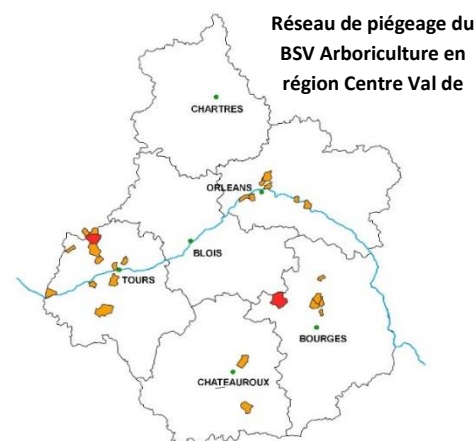 Réseau de piégeage du
BSV Arboriculture en
région Centre Val de
CHARTRES
ORLEANS
BLOIS
TOURS
BOURGES
CHATEAUROUX